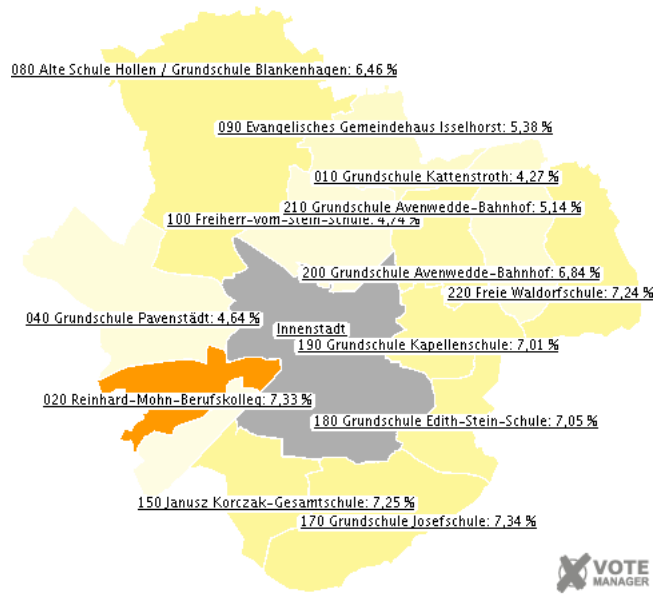 080 Alte Schule Hollen / Grundschule Blankenhagen: 6,46 %
090 Evangelisches Gemeindehaus Isselhorst: 5,38 %
010 Grundschule Kattenstroth: 4,27 %
210 Grundschule Avenwedde-Bahnhof: 5,14 %
100 Freiherr-vom-Stein-Schule: 4,74 %
200 Grundschule Avenwedde-Bahnhof: 6,84 %
220 Freie Waldorfschule: 7,24 %
040 Grundschule Pavenstädt: 4,64 %
Innenstadt
190 Grundschule Kapellenschule: 7,01 %
020 Reinhard-Mohn-Berufskolleg: 7,33 %
180 Grundschule Edith-Stein-Schule: 7,05 %
150 Janusz Korczak-Gesamtschule: 7,25 %
170 Grundschule Josefschule: 7,34 %
VOTE
MANAGER